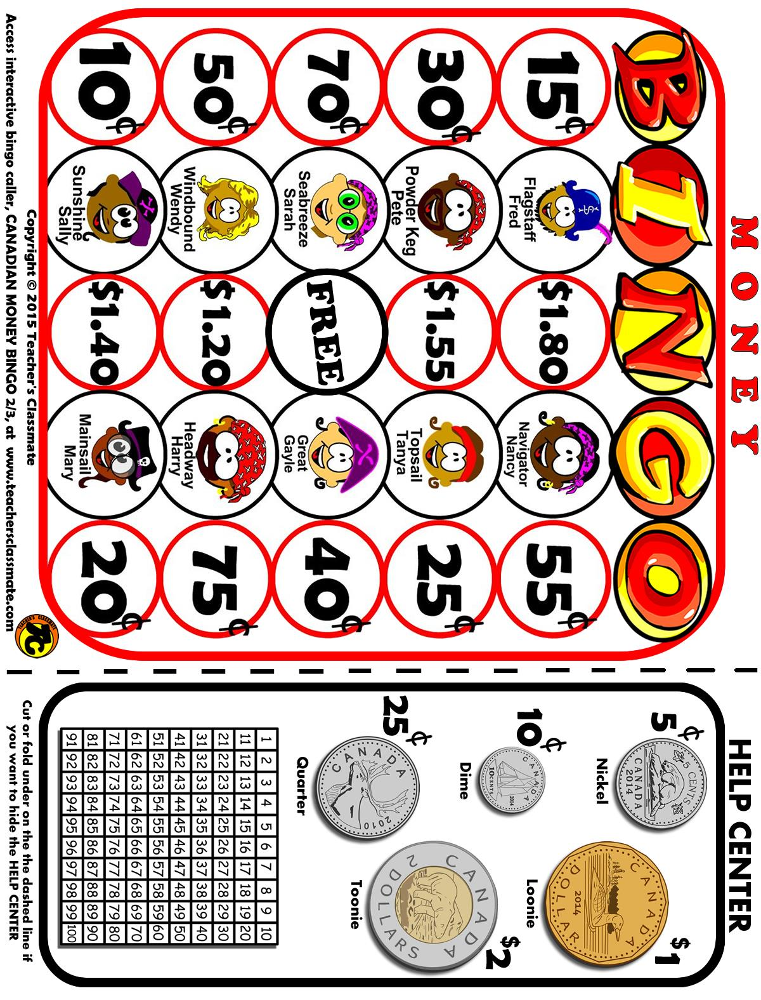 MONEY
BINGO
15¢
Flagstaff
Fred
$1.80
Navigator
Nancy
55¢
30¢
Powder Keg
Pete
$1.55
Topsail
Tanya
25¢
70¢
Seabreeze
Sarah
FREE
Great
Gayle
40¢
50¢
Windbound
Wendy
$1.20
Headway
Harry
75¢
10¢
Sunshine
Sally
$1.40
Mainsail
Mary
20¢
Copyright © 2015 Teacher's Classmate
Access interactive bingo caller, CANADIAN MONEY BINGO 2/3, at www.teachersclassmate.com
TEACHER'S CLASSMATE
TC
HELP CENTER
5¢
5 CENTS
CANADA
2014
Nickel
$1
CANADA
2014
DOLLAR
Loonie
10¢
CANADA
10 CENTS
2014
Dime
$2
CANADA
2 DOLLARS
Toonie
25¢
CANADA
2010
Quarter
1 2 3 4 5 6 7 8 9 10
11 12 13 14 15 16 17 18 19 20
21 22 23 24 25 26 27 28 29 30
31 32 33 34 35 36 37 38 39 40
41 42 43 44 45 46 47 48 49 50
51 52 53 54 55 56 57 58 59 60
61 62 63 64 65 66 67 68 69 70
71 72 73 74 75 76 77 78 79 80
81 82 83 84 85 86 87 88 89 90
91 92 93 94 95 96 97 98 99 100
Cut or fold under on the the dashed line if
you want to hide the HELP CENTER